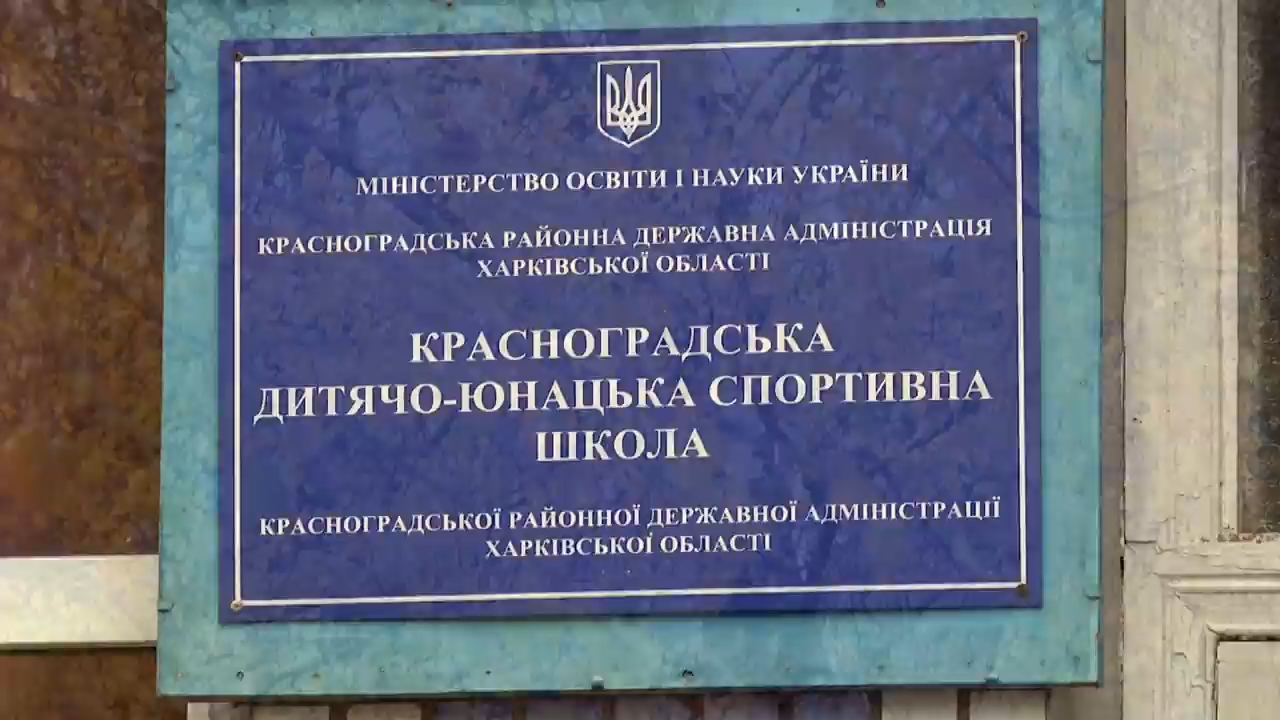 МІНІСТЕРСТВО ОСВІТИ І НАУКИ УКРАЇНИ
КРАСНОГРАДСЬКА РАЙОННА ДЕРЖАВНА АДМІНІСТРАЦІЯ
ХАРКІВСЬКОЇ ОБЛАСТІ
КРАСНОГРАДСЬКА
ДИТЯЧО-ЮНАЦЬКА СПОРТИВНА
ШКОЛА
КРАСНОГРАДСЬКОЇ РАЙОННОЇ ДЕРЖАВНОЇ АДМІНІСТРАЦІЇ
ХАРКІВСЬКОЇ ОБЛАСТІ